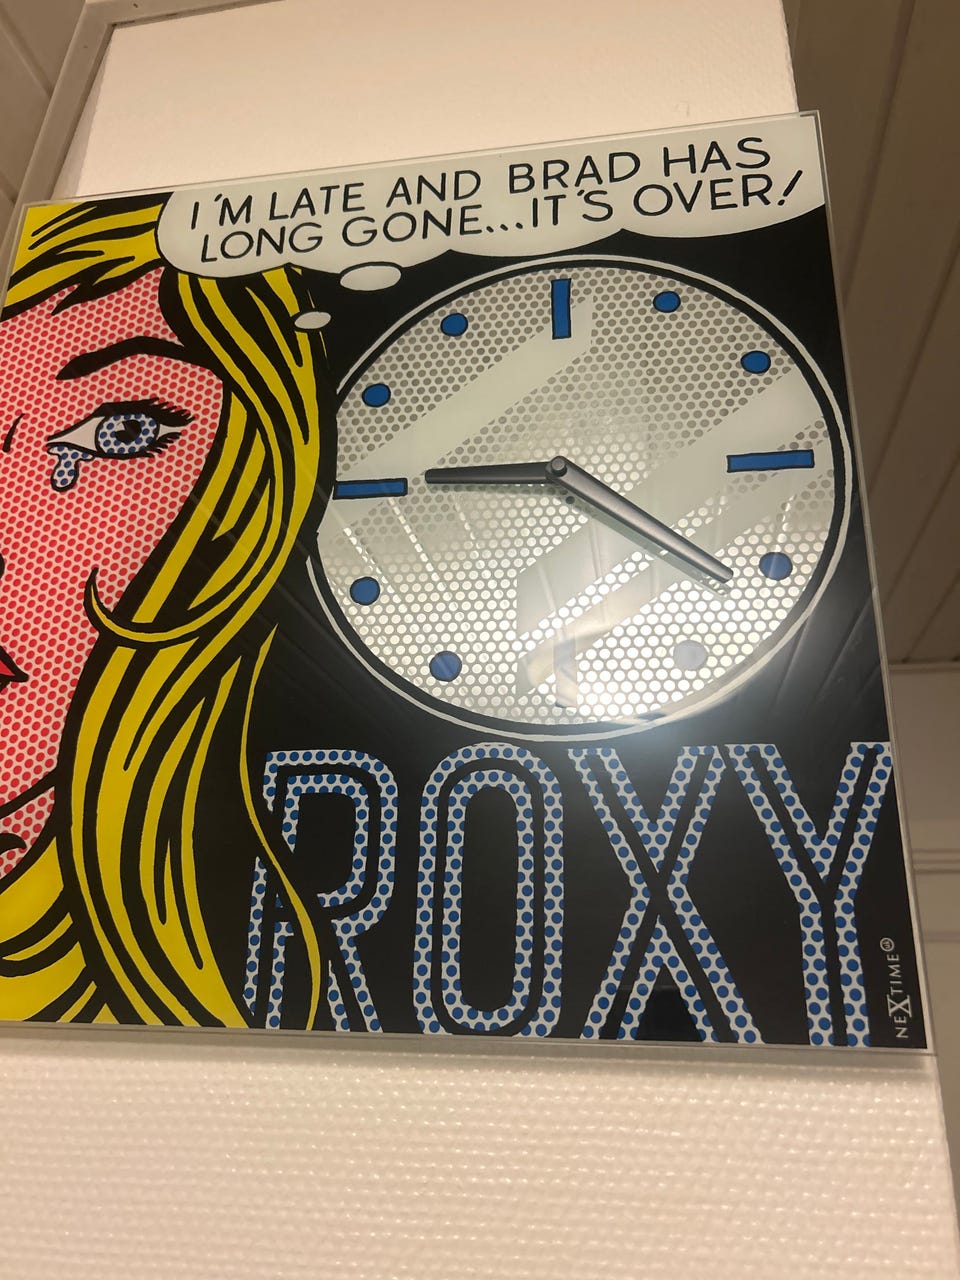 I'M LATE AND BRAD HAS
LONG GONE...IT'S OVER!
ROXY
NEXTIME